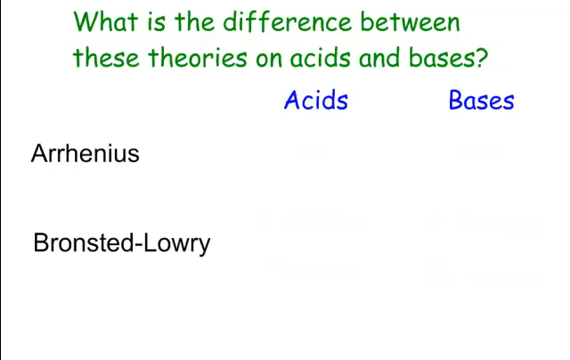 What is the difference between
these theories on acids and bases?
Acids Bases
Arrhenius
Bronsted-Lowry